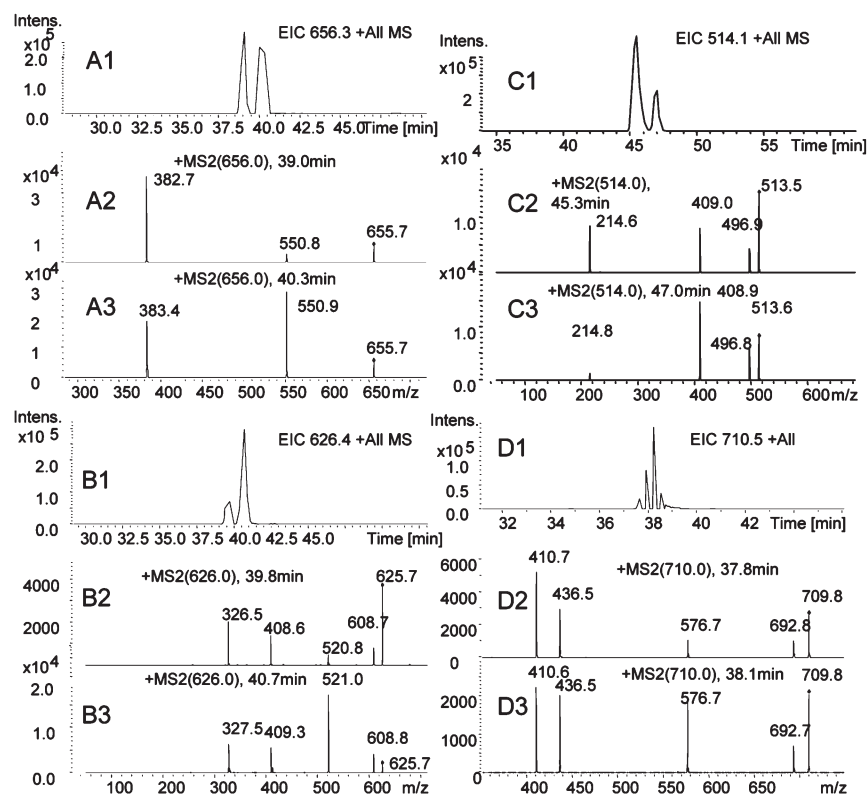 Intens.
x10 5
2.0
1.0
0.0
A1
EIC 656.3 +All MS
30.0 32.5 35.0 37.5 40.0 42.5 45.0 Time [min]
x10 4
3
1
A2
+MS2(656.0), 39.0min
382.7
550.8
655.7
x10 4
3
2
1
0
A3
+MS2(656.0), 40.3min
383.4
550.9
655.7
300 350 400 450 500 550 600 650 m/z
Intens.
x10 5
2
C1
EIC 514.1 +All MS
35 40 45 50 55 Time [min]
x10 4
1.0
C2
+MS2(514.0),
45.3min
214.6
409.0
496.9
513.5
x10 4
1.0
0.0
C3
+MS2(514.0), 47.0min
214.8
408.9
496.8
513.6
100 200 300 400 500 600 m/z
Intens.
x10 5
2.0
1.0
0.0
B1
EIC 626.4 +All MS
30.0 32.5 35.0 37.5 40.0 42.5 45.0 Time [min]
4000
2000
B2
+MS2(626.0), 39.8min
326.5
408.6
520.8
608.7
625.7
x10 4
2.0
1.0
0.0
B3
+MS2(626.0), 40.7min
327.5
409.3
521.0
608.8
625.7
100 200 300 400 500 600 m/z
Intens.
x10 5
1.0
0.5
0.0
D1
EIC 710.5 +All
32 34 36 38 40 42 Time [min]
6000
4000
2000
0
D2
+MS2(710.0), 37.8min
410.7
436.5
576.7
692.8
709.8
2000
1000
D3
+MS2(710.0), 38.1min
410.6
436.5
576.7
692.7
709.8
400 450 500 550 600 650 m/z